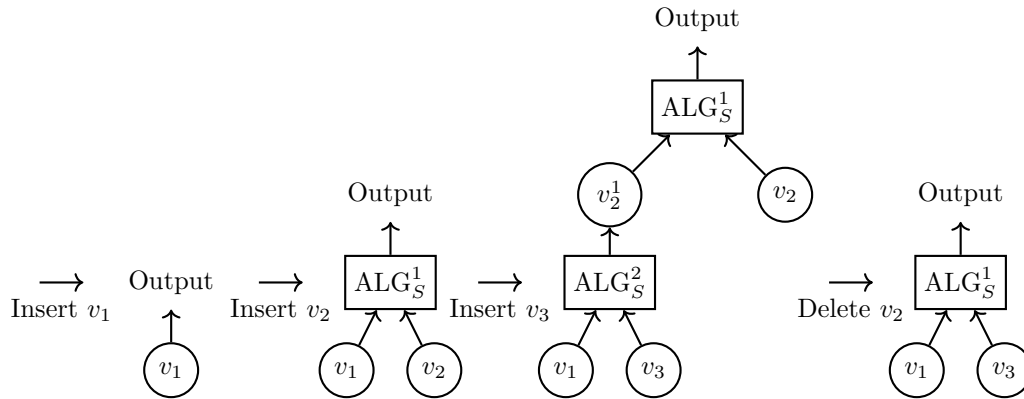 Output
ALG_S^1
Output
v_2^1
v_2
Output
Output
ALG_S^1
ALG_S^2
ALG_S^1
Insert v_1
Insert v_2
Insert v_3
Delete v_2
v_1
v_1
v_2
v_1
v_3
v_1
v_3